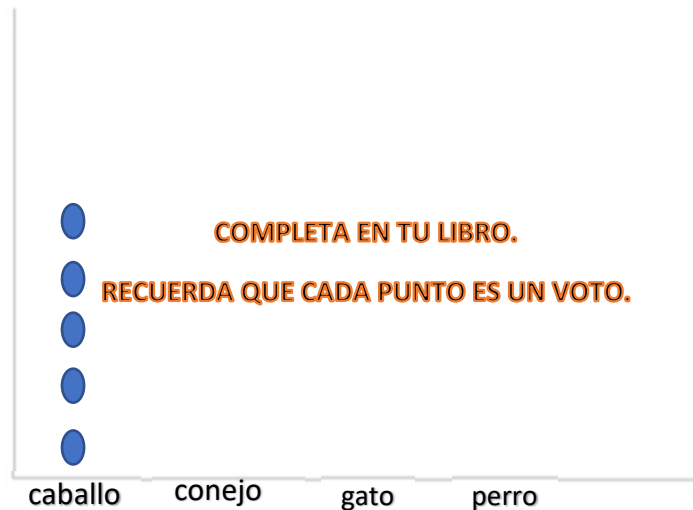 COMPLETA EN TU LIBRO.
RECUERDA QUE CADA PUNTO ES UN VOTO.
caballo conejo gato perro